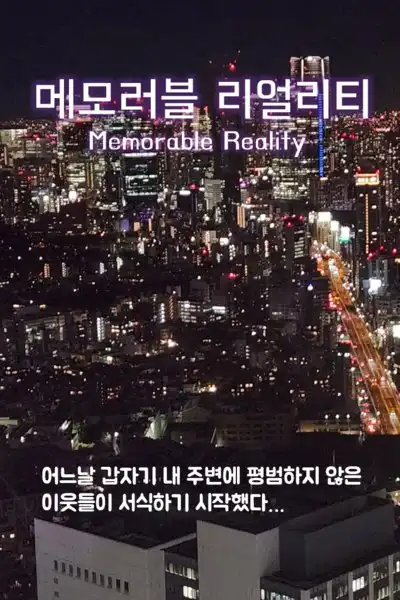 메모러블 리얼리티
Memorable Reality
어느날 갑자기 내 주변에 평범하지 않은
이웃들이 서식하기 시작했다...